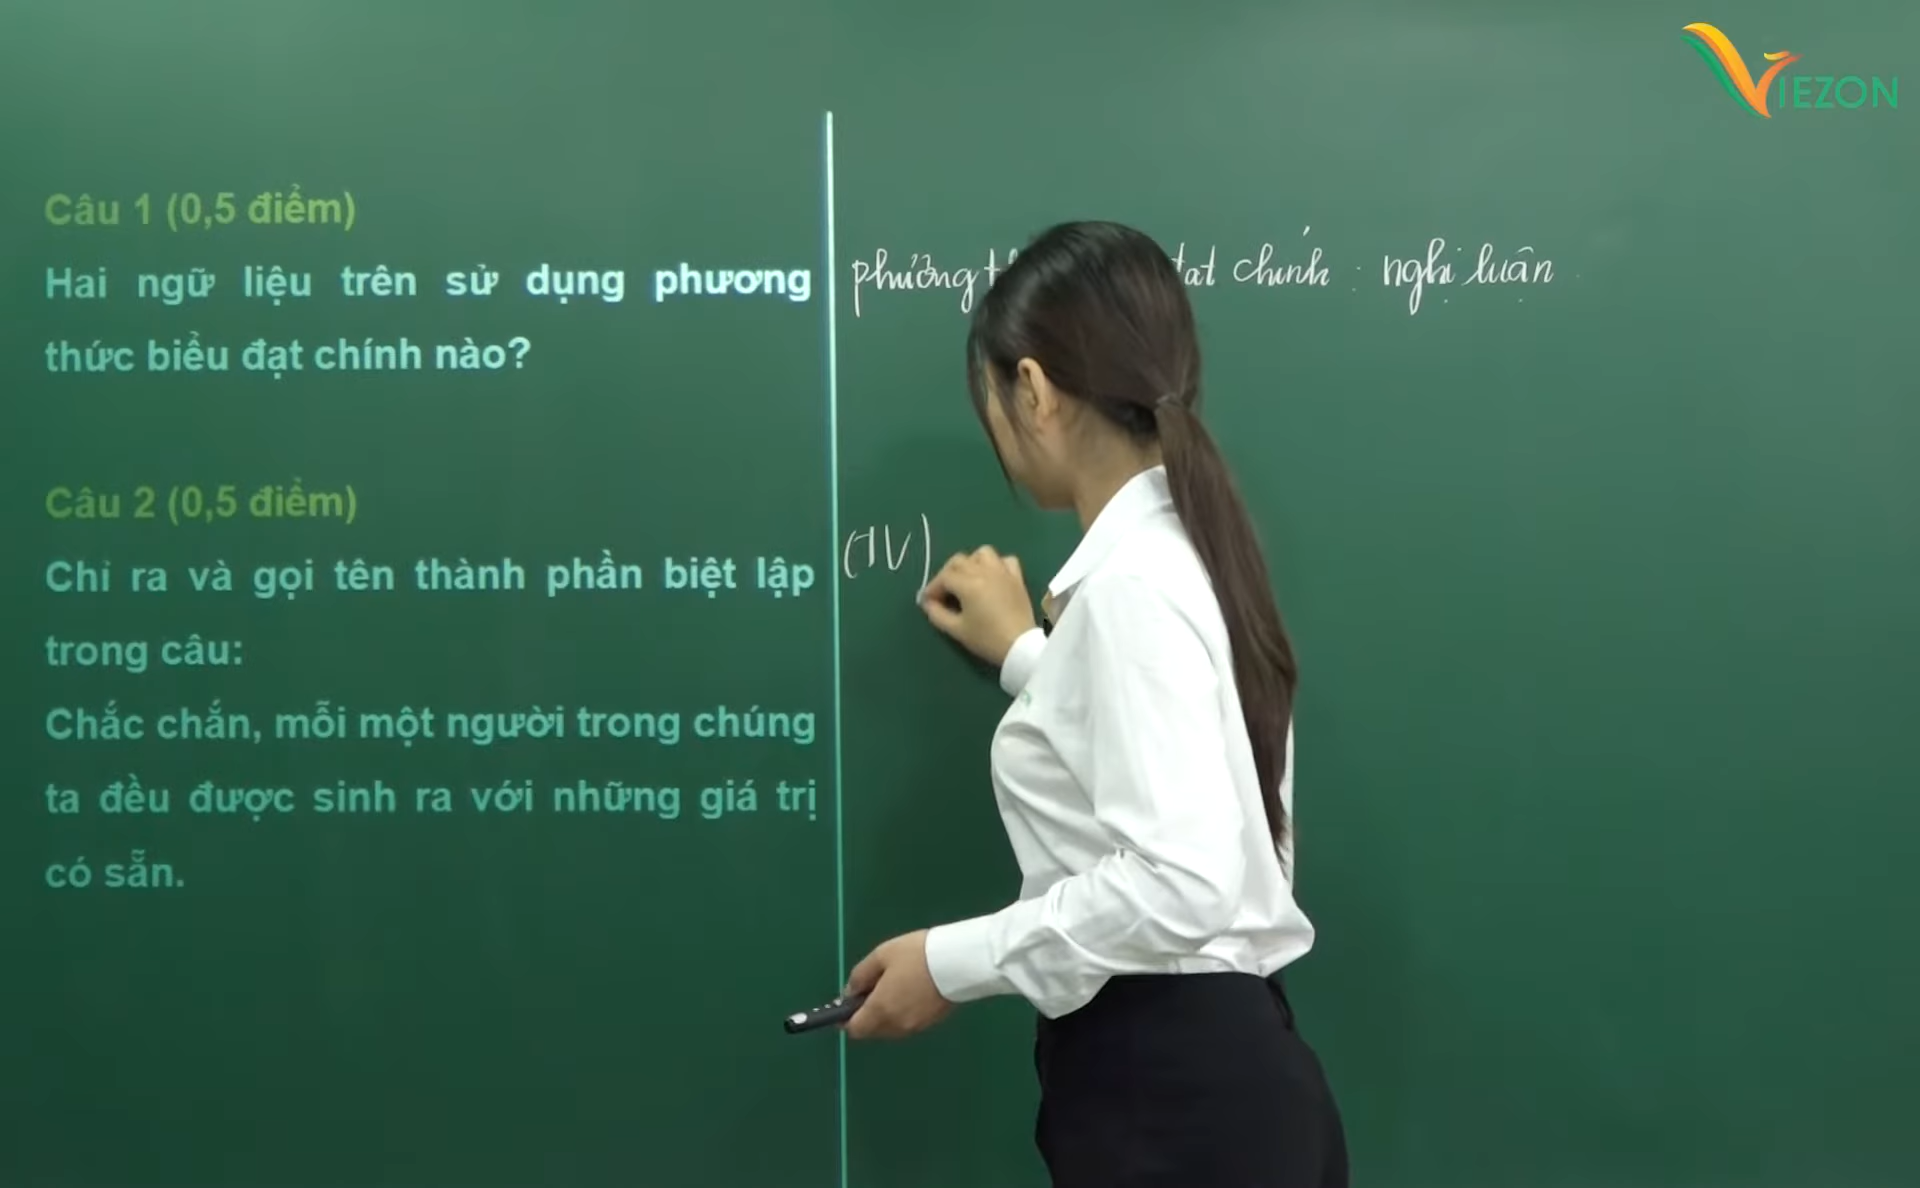 VIEZON
Câu 1 (0,5 điểm)
Hai ngữ liệu trên sử dụng phương
thức biểu đạt chính nào?
Câu 2 (0,5 điểm)
Chỉ ra và gọi tên thành phần biệt lập
trong câu:
Chắc chắn, mỗi một người trong chúng
ta đều được sinh ra với những giá trị
có sẵn.
phương đạt chính : nghị luận
(TV)